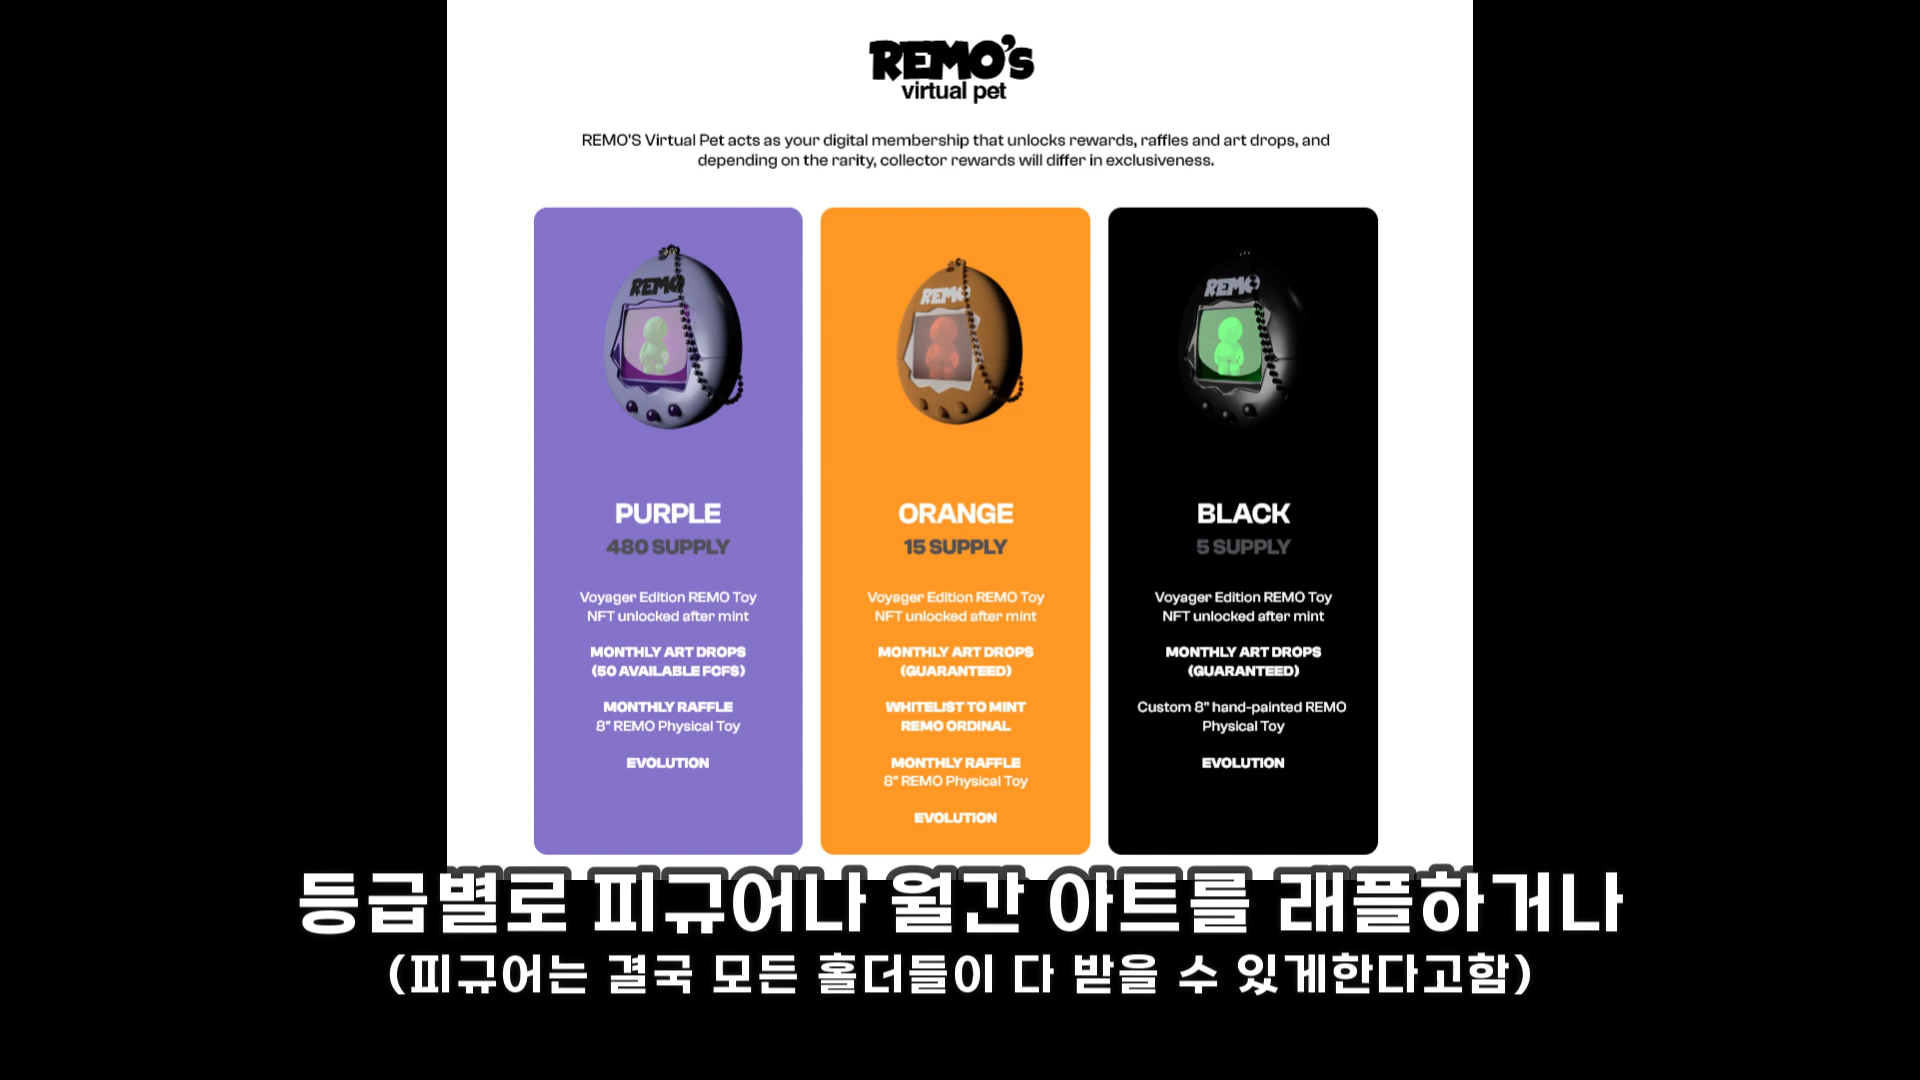 REMO's
virtual pet
REMO'S Virtual Pet acts as your digital membership that unlocks rewards, raffles and art drops, and
depending on the rarity, collector rewards will differ in exclusiveness.
REMO
PURPLE
480 SUPPLY
Voyager Edition REMO Toy
NFT unlocked after mint
MONTHLY ART DROPS
(50 AVAILABLE FCFS)
MONTHLY RAFFLE
8" REMO Physical Toy
EVOLUTION
REMO
ORANGE
15 SUPPLY
Voyager Edition REMO Toy
NFT unlocked after mint
MONTHLY ART DROPS
(GUARANTEED)
WHITELIST TO MINT
REMO ORDINAL
MONTHLY RAFFLE
8" REMO Physical Toy
EVOLUTION
REMO
BLACK
5 SUPPLY
Voyager Edition REMO Toy
NFT unlocked after mint
MONTHLY ART DROPS
(GUARANTEED)
Custom 8" hand-painted REMO
Physical Toy
EVOLUTION
등급별로 피규어나 월간 아트를 래플하거나
(피규어는 결국 모든 홀더들이 다 받을 수 있게한다고함)